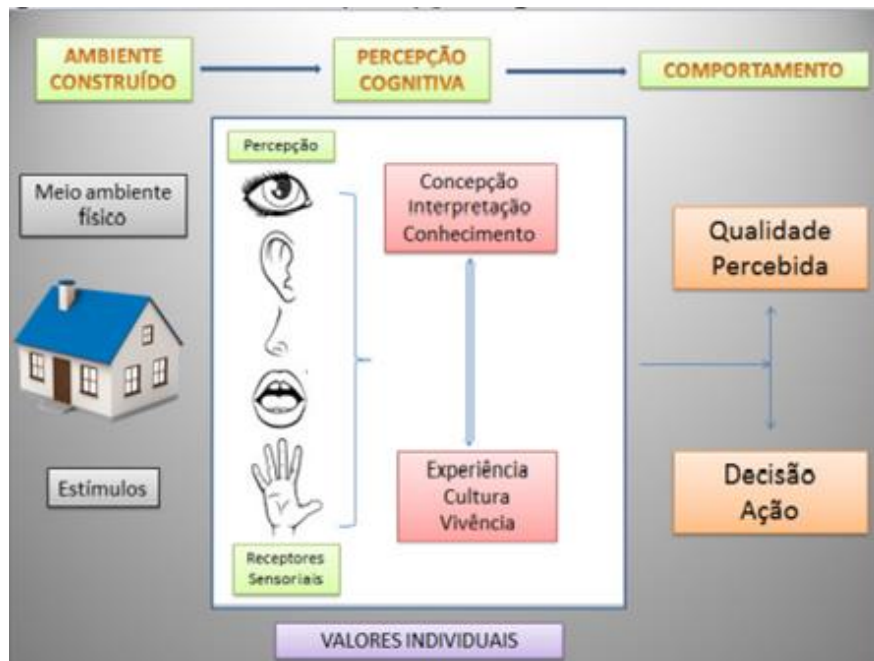 AMBIENTE
CONSTRUÍDO
PERCEPÇÃO
COGNITIVA
COMPORTAMENTO
Percepção
Meio ambiente
físico
Concepção
Interpretação
Conhecimento
Qualidade
Percebida
Estímulos
Experiência
Cultura
Vivência
Decisão
Ação
Receptores
Sensoriais
VALORES INDIVIDUAIS